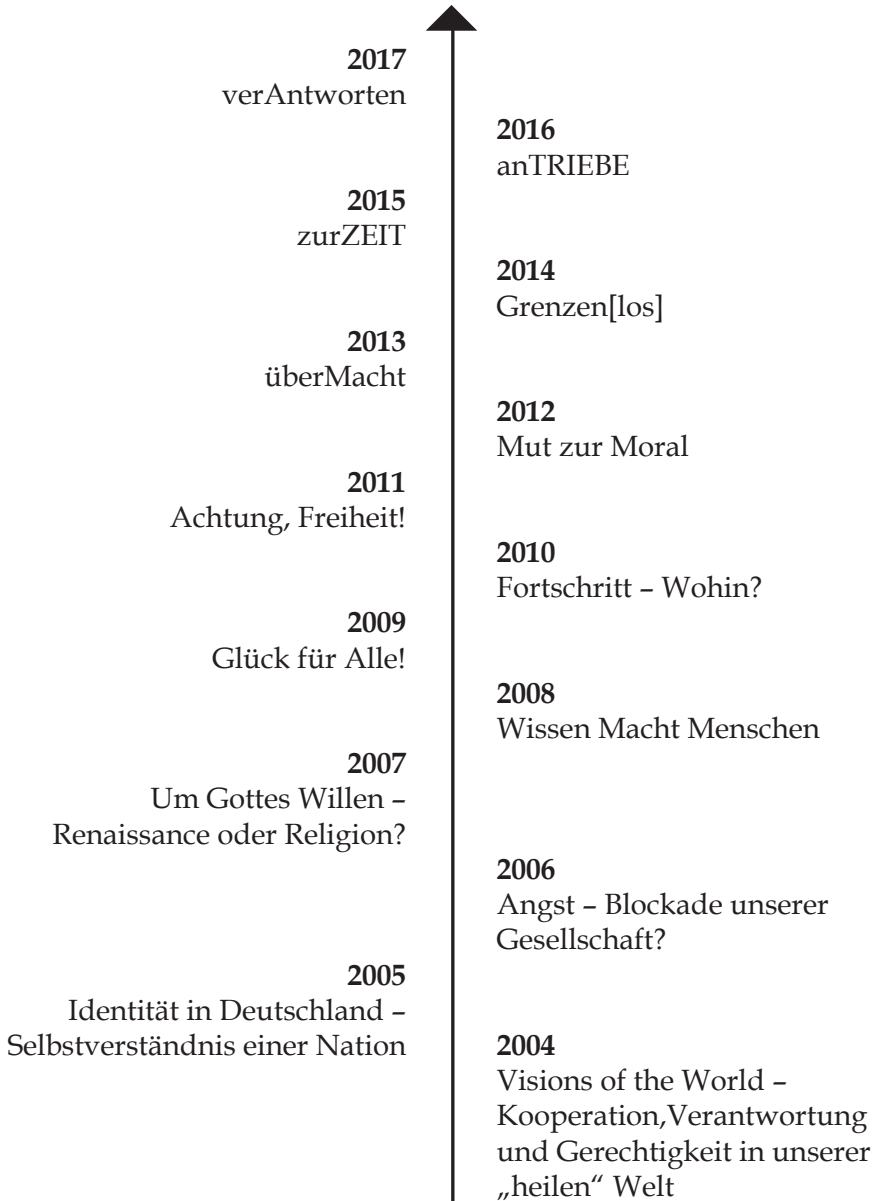 2017
verAntworten
2016
anTRIEBE
2015
zurZEIT
2014
Grenzen[los]
2013
überMacht
2012
Mut zur Moral
2011
Achtung, Freiheit!
2010
Fortschritt – Wohin?
2009
Glück für Alle!
2008
Wissen Macht Menschen
2007
Um Gottes Willen –
Renaissance oder Religion?
2006
Angst – Blockade unserer
Gesellschaft?
2005
Identität in Deutschland –
Selbstverständnis einer Nation
2004
Visions of the World –
Kooperation,Verantwortung
und Gerechtigkeit in unserer
„heilen“ Welt